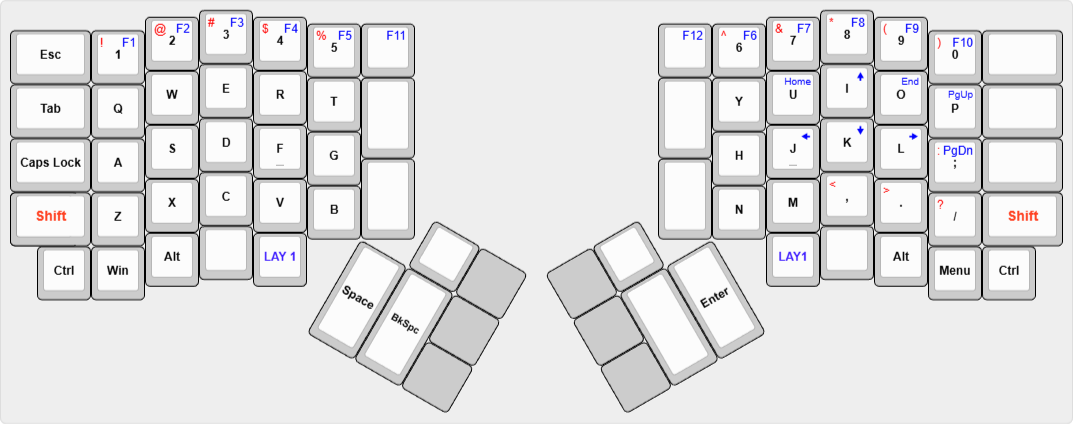 ! F1
@ F2
# F3
$ F4
% F5
F11
F12
^ F6
& F7
* F8
( F9
) F10
Esc 1 2 3 4 5 6 7 8 9 0
Home End PgUp
Tab Q W E R T Y U I O P
: PgDn
Caps Lock A S D F G H J K L ;
_ _
< > ?
Shift Z X C V B N M , . / Shift
Ctrl Win Alt LAY 1 LAY1 Alt Menu Ctrl
Space BkSpc Enter